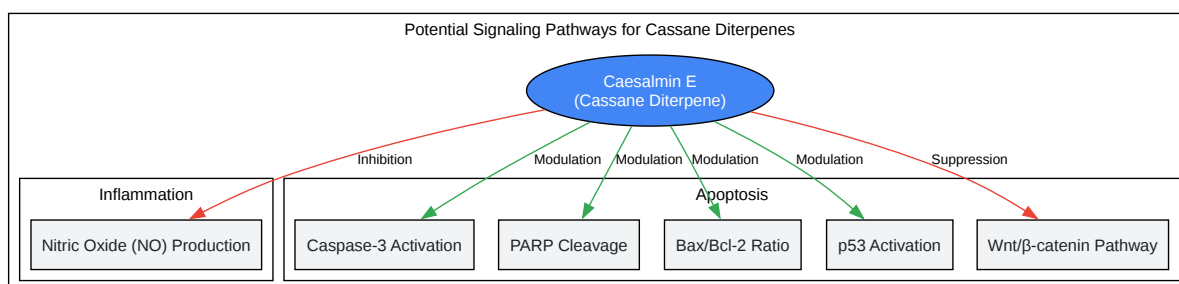 Potential Signaling Pathways for Cassane Diterpenes
Caesalmin E
(Cassane Diterpene)
Inhibition
Modulation
Modulation
Modulation
Modulation
Suppression
Inflammation
Apoptosis
Nitric Oxide (NO) Production
Caspase-3 Activation
PARP Cleavage
Bax/Bcl-2 Ratio
p53 Activation
Wnt/β-catenin Pathway